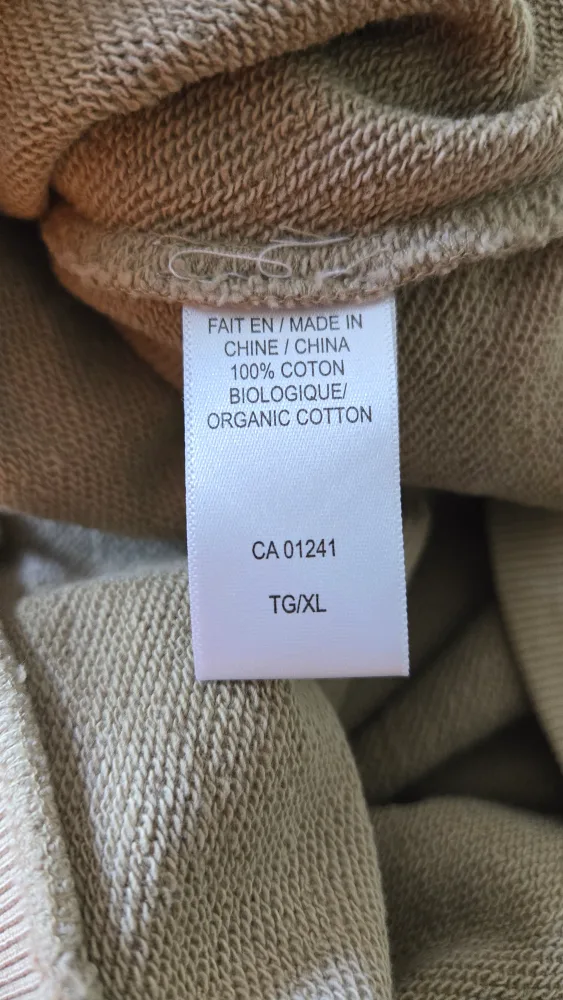 FAIT EN / MADE IN
CHINE / CHINA
100% COTON
BIOLOGIQUE/
ORGANIC COTTON
CA 01241
TG/XL